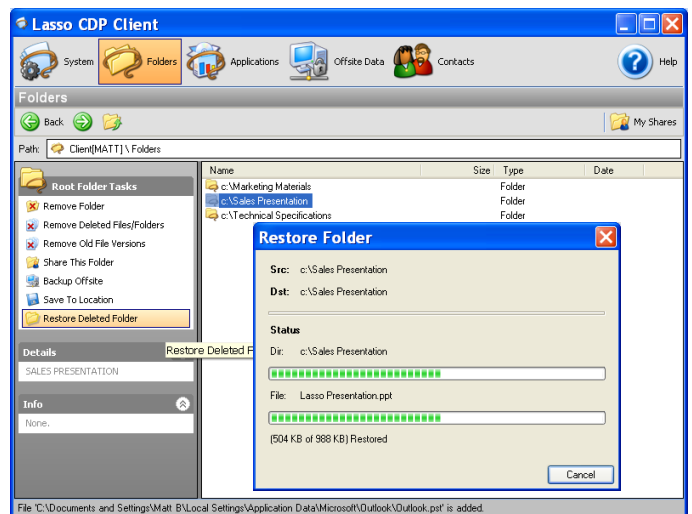 Lasso CDP Client
System Folders Applications Offsite Data Contacts Help
Folders
Back My Shares
Path: Client[MATT] \ Folders
Name Size Type Date
Root Folder Tasks
Remove Folder
Remove Deleted Files/Folders
Remove Old File Versions
Share This Folder
Backup Offsite
Save To Location
Restore Deleted Folder
Restore Deleted F
Details
SALES PRESENTATION
Info
None.
c:\Marketing Materials Folder
c:\Sales Presentation Folder
c:\Technical Specifications Folder
Restore Folder
Src: c:\Sales Presentation
Dst: c:\Sales Presentation
Status
Dir: c:\Sales Presentation
File: Lasso Presentation.ppt
(504 KB of 988 KB) Restored
Cancel
File 'C:\Documents and Settings\Matt B\Local Settings\Application Data\Microsoft\Outlook\Outlook.pst' is added.